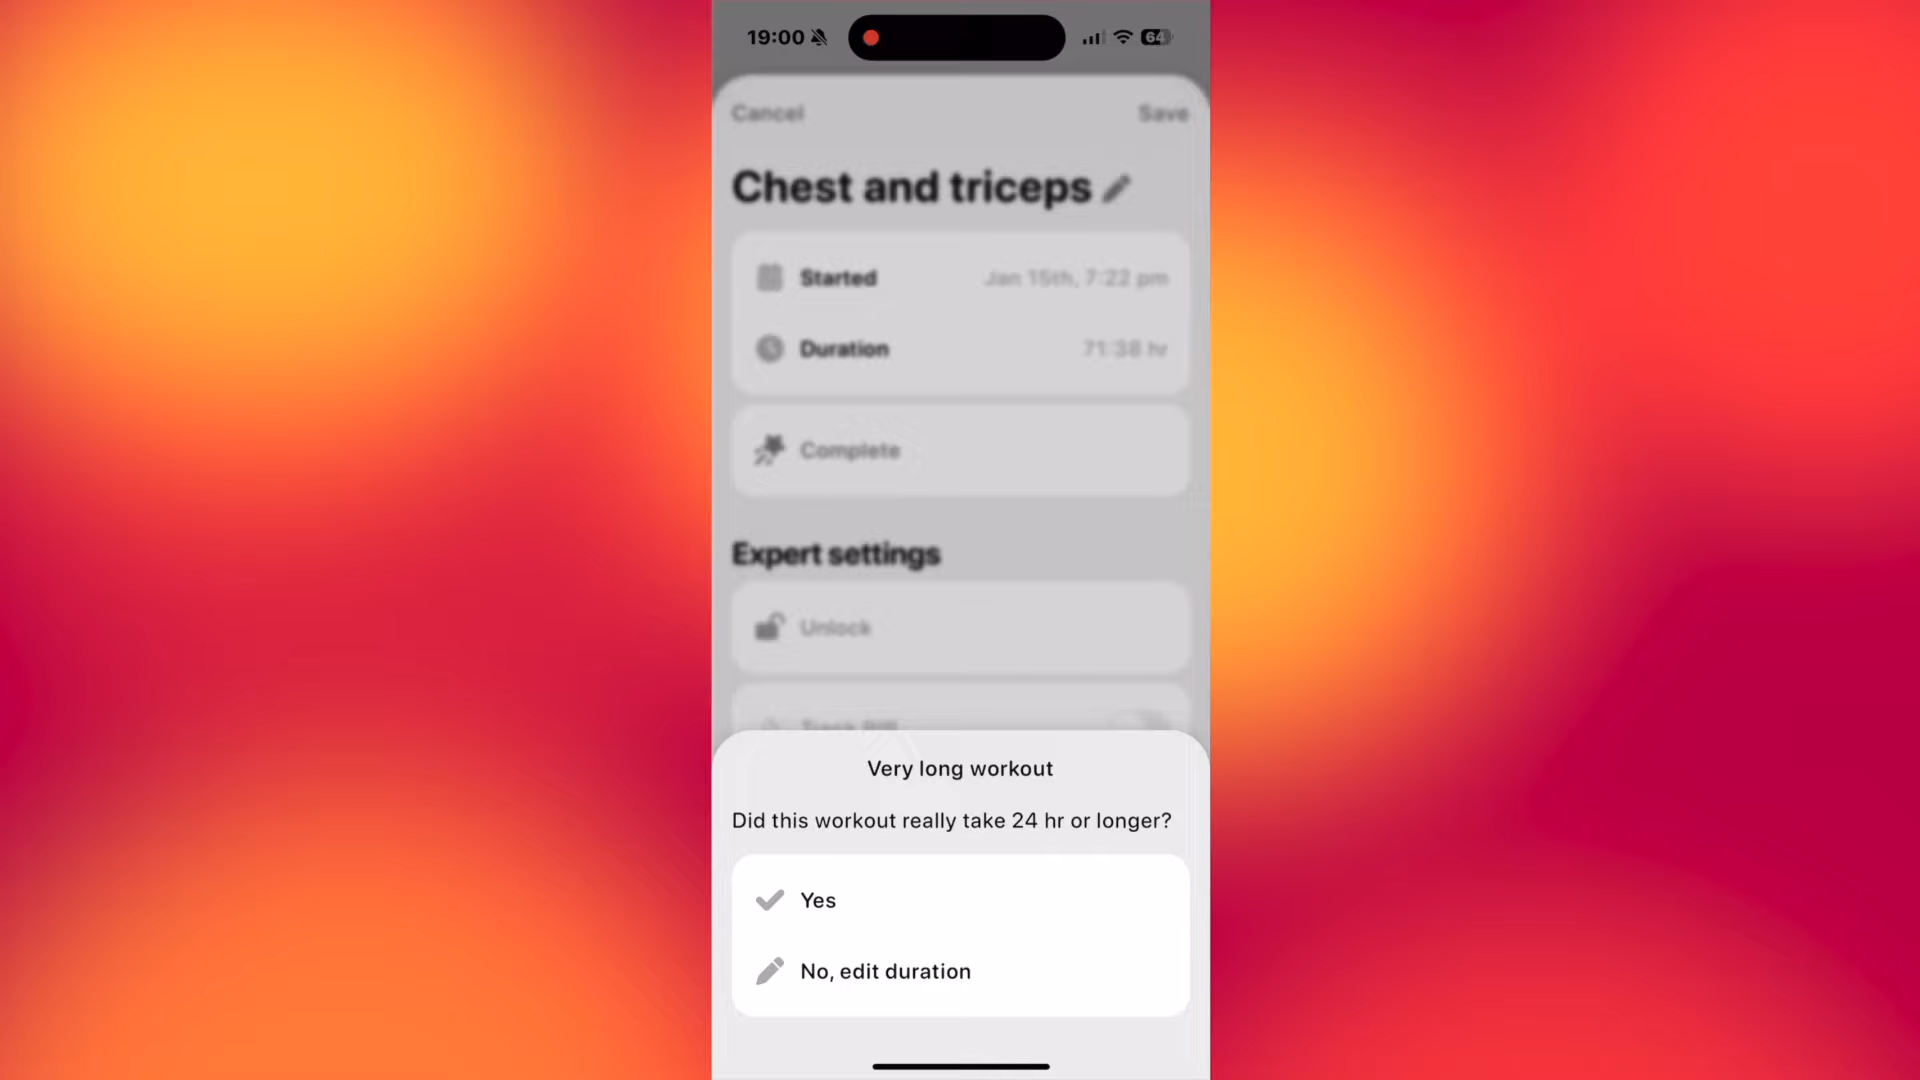 19:00
64
Cancel
Save
Chest and triceps
Started
Jan 15th, 7:22 pm
Duration
71:38 hr
Complete
Expert settings
Unlock
Very long workout
Did this workout really take 24 hr or longer?
Yes
No, edit duration